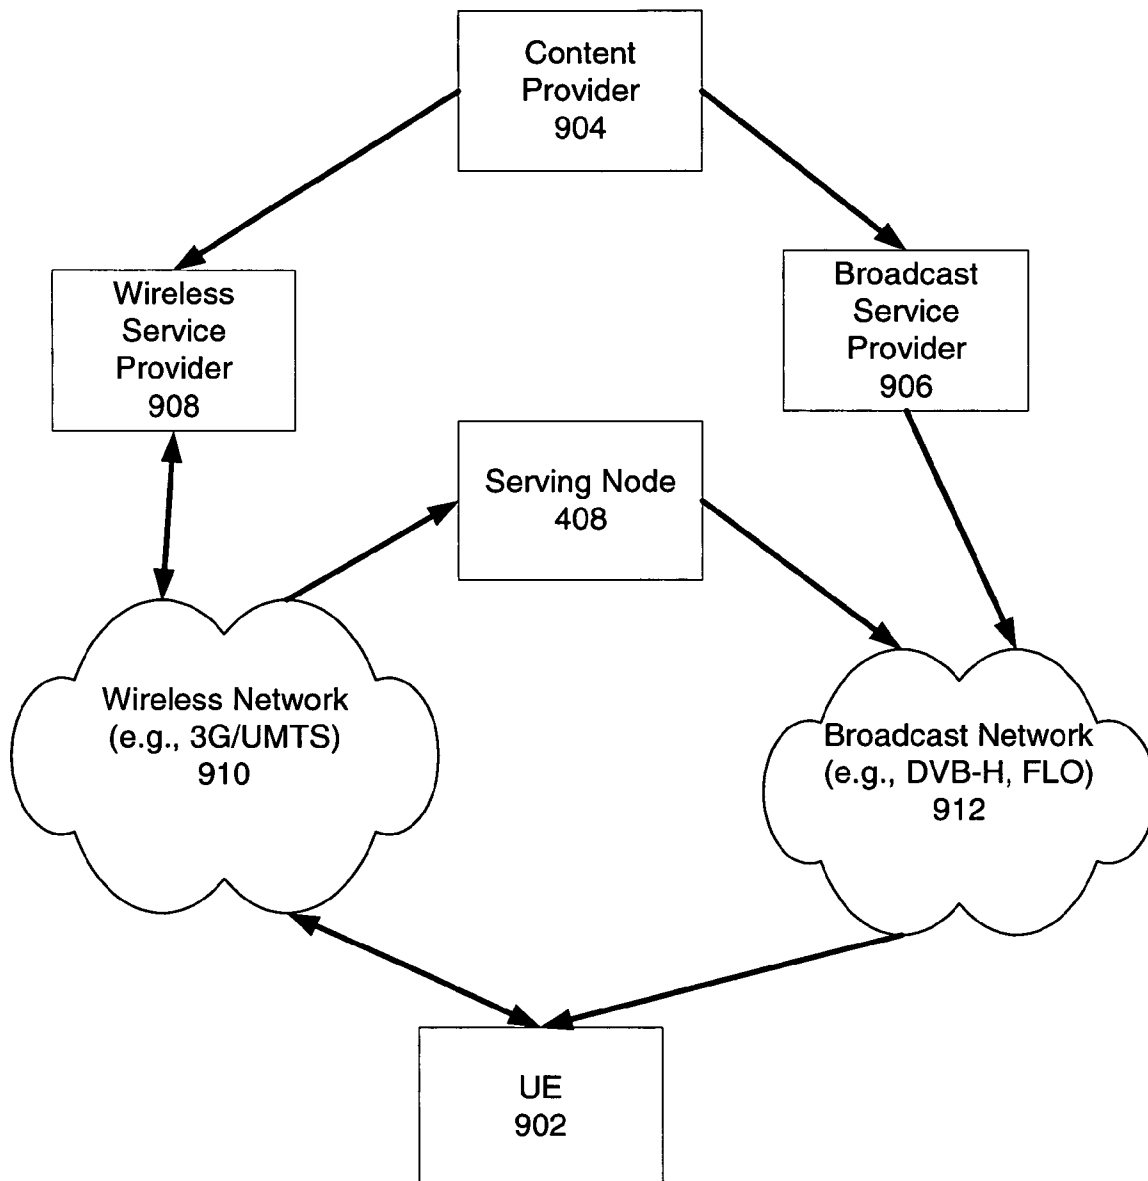 Content
Provider
904
Wireless
Service
Provider
908
Broadcast
Service
Provider
906
Serving Node
408
Wireless Network
(e.g., 3G/UMTS)
910
Broadcast Network
(e.g., DVB-H, FLO)
912
UE
902